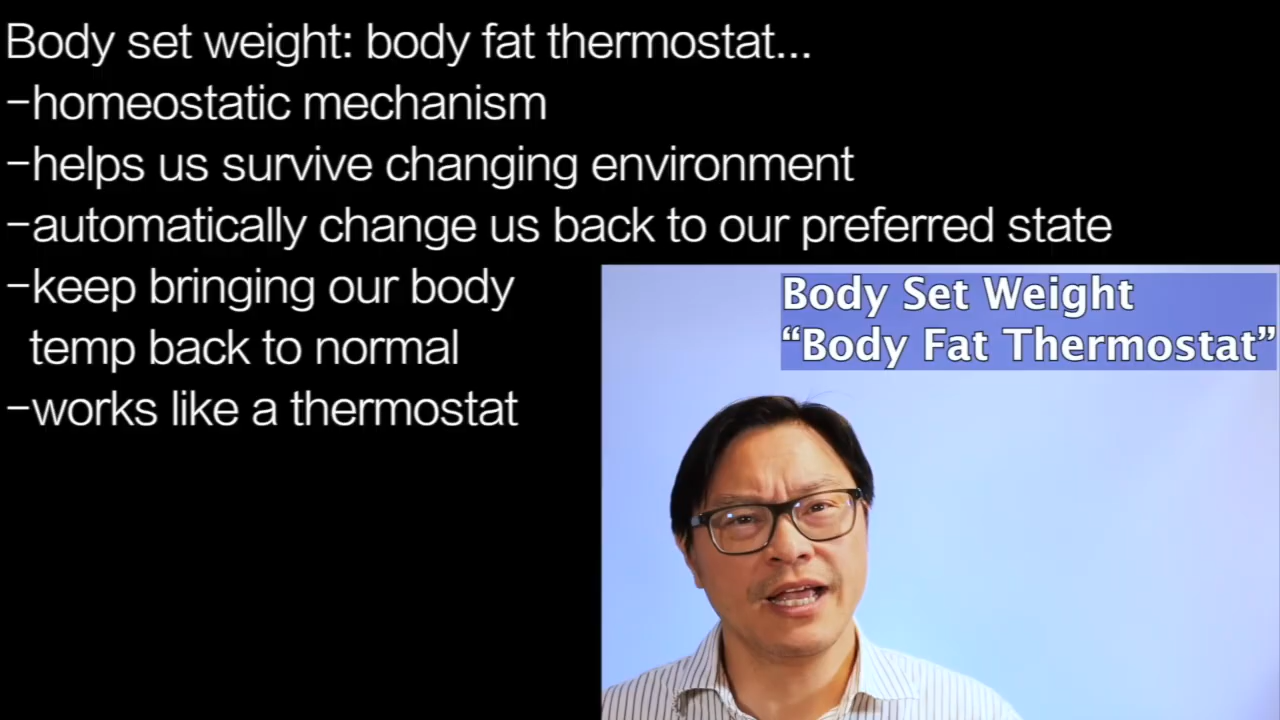 Body set weight: body fat thermostat...
-homeostatic mechanism
-helps us survive changing environment
-automatically change us back to our preferred state
-keep bringing our body
temp back to normal
-works like a thermostat
Body Set Weight
“Body Fat Thermostat”